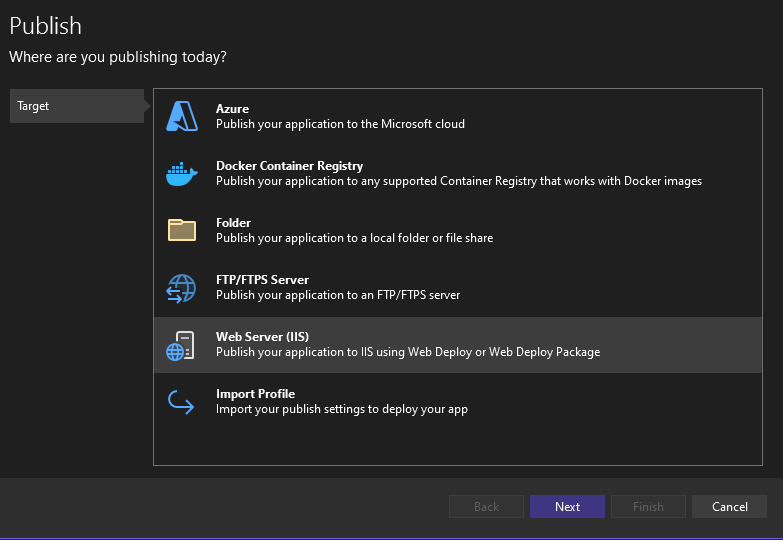 Publish
Where are you publishing today?
Target
Azure
Publish your application to the Microsoft cloud
Docker Container Registry
Publish your application to any supported Container Registry that works with Docker images
Folder
Publish your application to a local folder or file share
FTP/FTPS Server
Publish your application to an FTP/FTPS server
Web Server (IIS)
Publish your application to IIS using Web Deploy or Web Deploy Package
Import Profile
Import your publish settings to deploy your app
Back
Next
Finish
Cancel